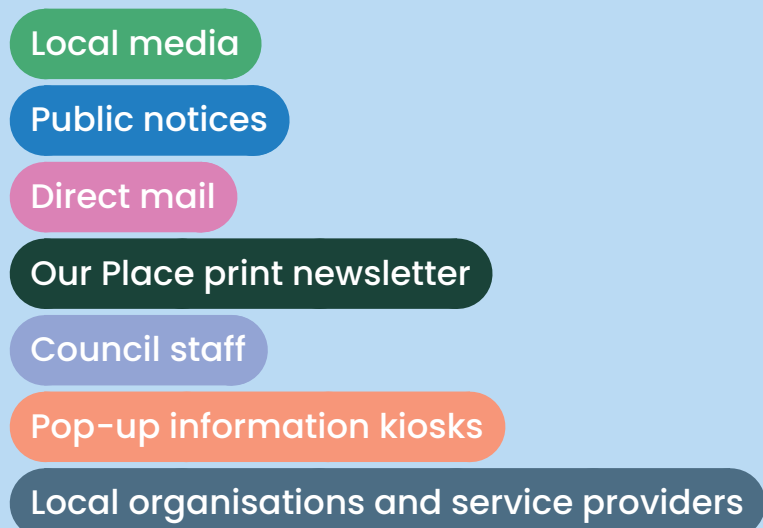 Local media
Public notices
Direct mail
Our Place print newsletter
Council staff
Pop-up information kiosks
Local organisations and service providers